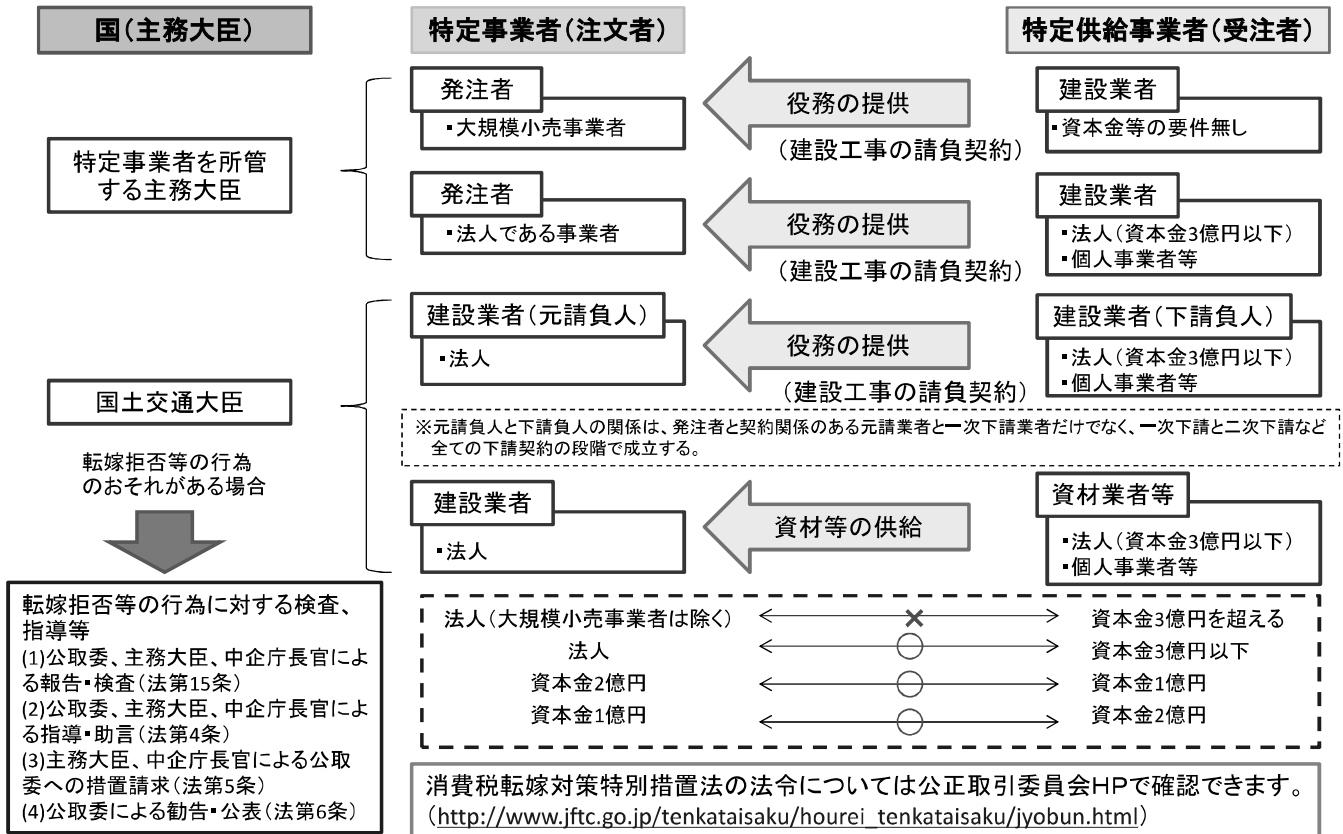 国(主務大臣)
特定事業者(注文者)
特定供給事業者(受注者)
特定事業者を所管
する主務大臣
発注者
・大規模小売事業者
役務の提供
(建設工事の請負契約)
建設業者
・資本金等の要件無し
発注者
・法人である事業者
役務の提供
(建設工事の請負契約)
建設業者
・法人(資本金3億円以下)
・個人事業者等
国土交通大臣
建設業者(元請負人)
・法人
役務の提供
(建設工事の請負契約)
建設業者(下請負人)
・法人(資本金3億円以下)
・個人事業者等
※元請負人と下請負人の関係は、発注者と契約関係のある元請業者と一次下請業者だけでなく、一次下請と二次下請など
全ての下請契約の段階で成立する。
転嫁拒否等の行為
のおそれがある場合
建設業者
・法人
資材等の供給
資材業者等
・法人(資本金3億円以下)
・個人事業者等
転嫁拒否等の行為に対する検査、
指導等
(1)公取委、主務大臣、中企庁長官によ
る報告・検査(法第15条)
(2)公取委、主務大臣、中企庁長官によ
る指導・助言(法第4条)
(3)主務大臣、中企庁長官による公取
委への措置請求(法第5条)
(4)公取委による勧告・公表(法第6条)
法人(大規模小売事業者は除く) × 資本金3億円を超える
法人 ○ 資本金3億円以下
資本金2億円 ○ 資本金1億円
資本金1億円 ○ 資本金2億円
消費税転嫁対策特別措置法の法令については公正取引委員会HPで確認できます。
(http://www.jftc.go.jp/tenkataisaku/hourei_tenkataisaku/jyobun.html)